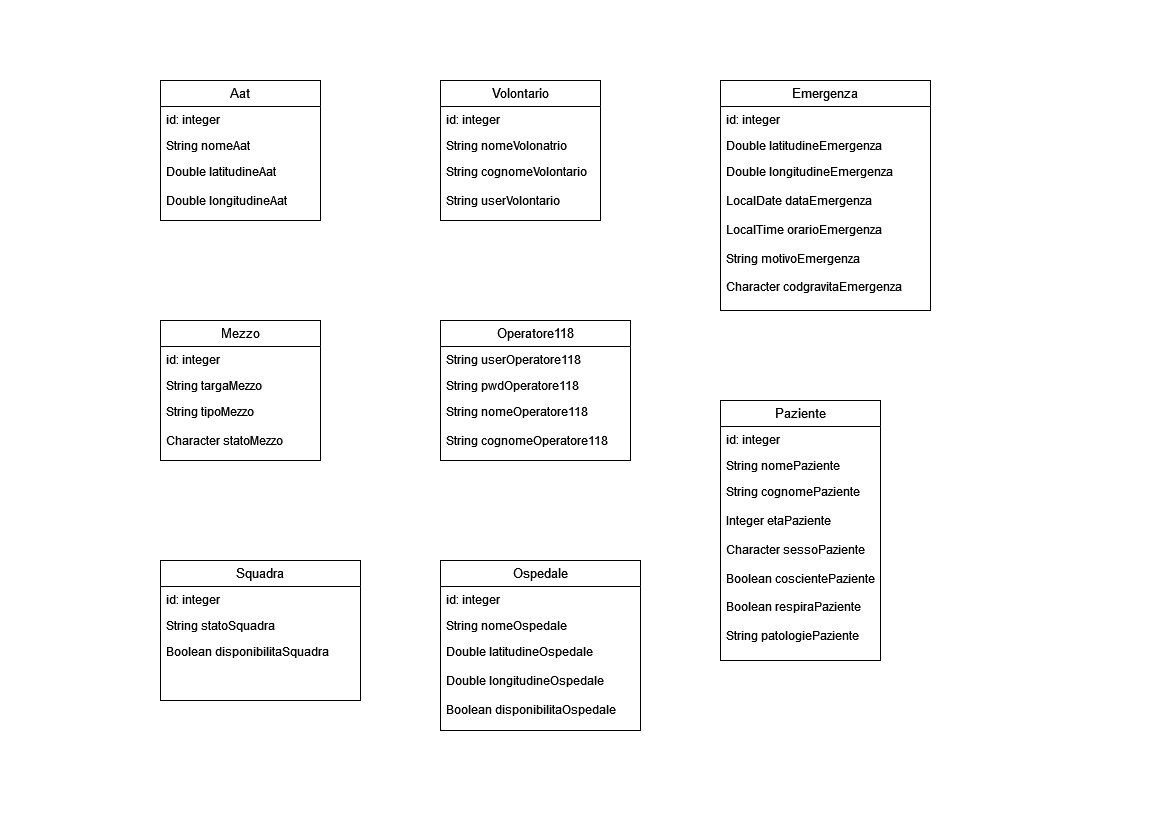 Aat
id: integer
String nomeAat
Double latitudineAat
Double longitudineAat
Volontario
id: integer
String nomeVolonatrio
String cognomeVolontario
String userVolontario
Emergenza
id: integer
Double latitudineEmergenza
Double longitudineEmergenza
LocalDate dataEmergenza
LocalTime orarioEmergenza
String motivoEmergenza
Character codgravitaEmergenza
Mezzo
id: integer
String targaMezzo
String tipoMezzo
Character statoMezzo
Operatore118
String userOperatore118
String pwdOperatore118
String nomeOperatore118
String cognomeOperatore118
Paziente
id: integer
String nomePaziente
String cognomePaziente
Integer etaPaziente
Character sessoPaziente
Boolean coscientePaziente
Boolean respiraPaziente
String patologiePaziente
Squadra
id: integer
String statoSquadra
Boolean disponibilitaSquadra
Ospedale
id: integer
String nomeOspedale
Double latitudineOspedale
Double longitudineOspedale
Boolean disponibilitaOspedale